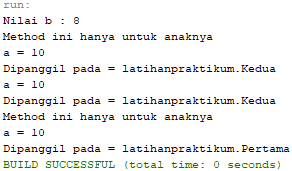 run:
Nilai b : 8
Method ini hanya untuk anaknya
a = 10
Dipanggil pada = latihanpraktikum.Kedua
a = 10
Dipanggil pada = latihanpraktikum.Kedua
Method ini hanya untuk anaknya
a = 10
Dipanggil pada = latihanpraktikum.Pertama
BUILD SUCCESSFUL (total time: 0 seconds)